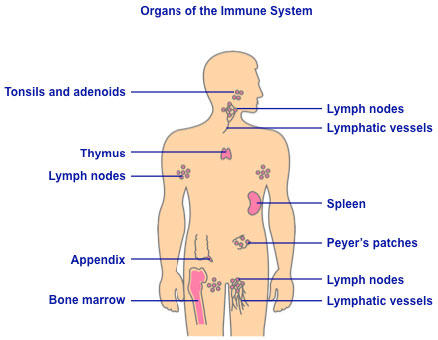 Organs of the Immune System
Tonsils and adenoids
Lymph nodes
Lymphatic vessels
Thymus
Lymph nodes
Spleen
Peyer's patches
Appendix
Lymph nodes
Bone marrow
Lymphatic vessels